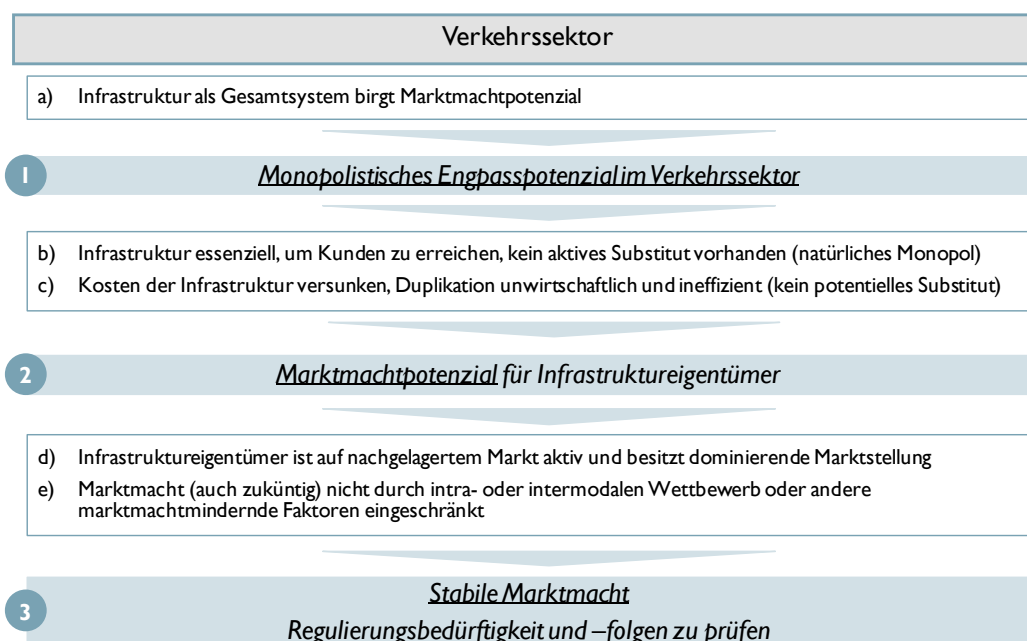 Verkehrssektor
a) Infrastruktur als Gesamtsystem birgt Marktmachtpotenzial
1 Monopolistisches Engpasspotenzial im Verkehrssektor
b) Infrastruktur essenziell, um Kunden zu erreichen, kein aktives Substitut vorhanden (natürliches Monopol)
c) Kosten der Infrastruktur versunken, Duplikation unwirtschaftlich und ineffizient (kein potentielles Substitut)
2 Marktmachtpotenzial für Infrastruktureigentümer
d) Infrastruktureigentümer ist auf nachgelagertem Markt aktiv und besitzt dominierende Marktstellung
e) Marktmacht (auch zuküntig) nicht durch intra- oder intermodalen Wettbewerb oder andere
marktmachtmindernde Faktoren eingeschränkt
3 Stabile Marktmacht
Regulierungsbedürftigkeit und –folgen zu prüfen